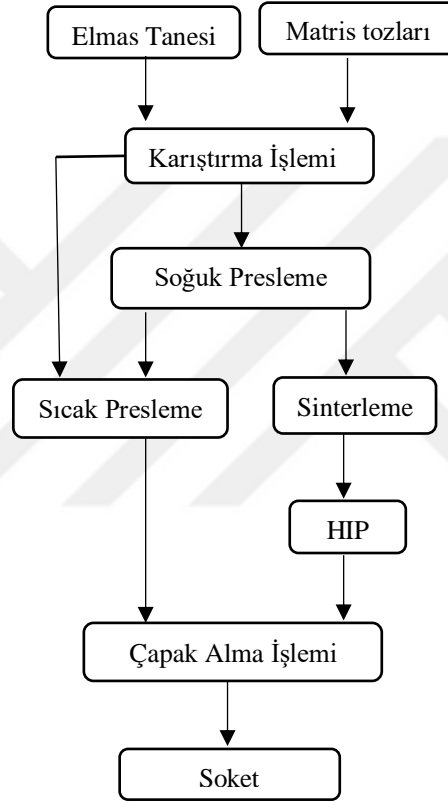 Elmas Tanesi
Matris tozları
Karıştırma İşlemi
Soğuk Presleme
Sıcak Presleme
Sinterleme
HIP
Çapak Alma İşlemi
Soket